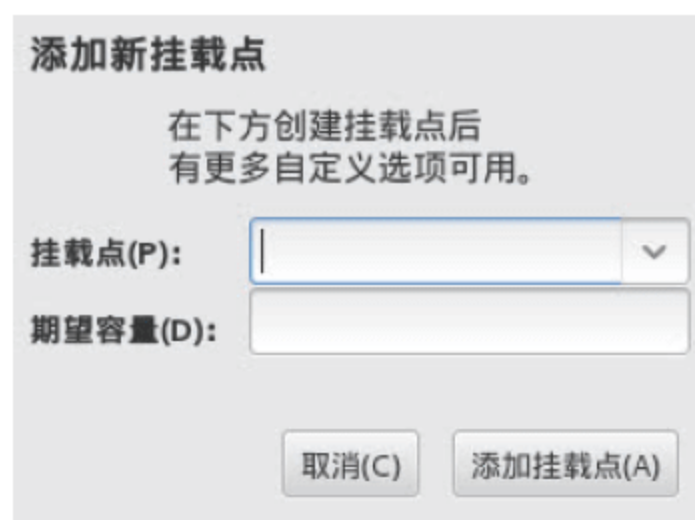 添加新挂载点
在下方创建挂载点后
有更多自定义选项可用。
挂载点(P):
期望容量(D):
取消(C) 添加挂载点(A)